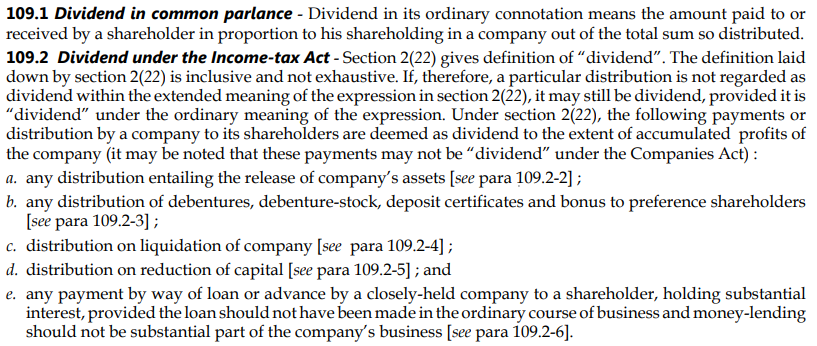 109.1 Dividend in common parlance - Dividend in its ordinary connotation means the amount paid to or
received by a shareholder in proportion to his shareholding in a company out of the total sum so distributed.
109.2 Dividend under the Income-tax Act - Section 2(22) gives definition of “dividend”. The definition laid
down by section 2(22) is inclusive and not exhaustive. If, therefore, a particular distribution is not regarded as
dividend within the extended meaning of the expression in section 2(22), it may still be dividend, provided it is
“dividend” under the ordinary meaning of the expression. Under section 2(22), the following payments or
distribution by a company to its shareholders are deemed as dividend to the extent of accumulated profits of
the company (it may be noted that these payments may not be “dividend” under the Companies Act) :
a. any distribution entailing the release of company’s assets [see para 109.2-2] ;
b. any distribution of debentures, debenture-stock, deposit certificates and bonus to preference shareholders
[see para 109.2-3] ;
c. distribution on liquidation of company [see para 109.2-4] ;
d. distribution on reduction of capital [see para 109.2-5] ; and
e. any payment by way of loan or advance by a closely-held company to a shareholder, holding substantial
interest, provided the loan should not have been made in the ordinary course of business and money-lending
should not be substantial part of the company’s business [see para 109.2-6].